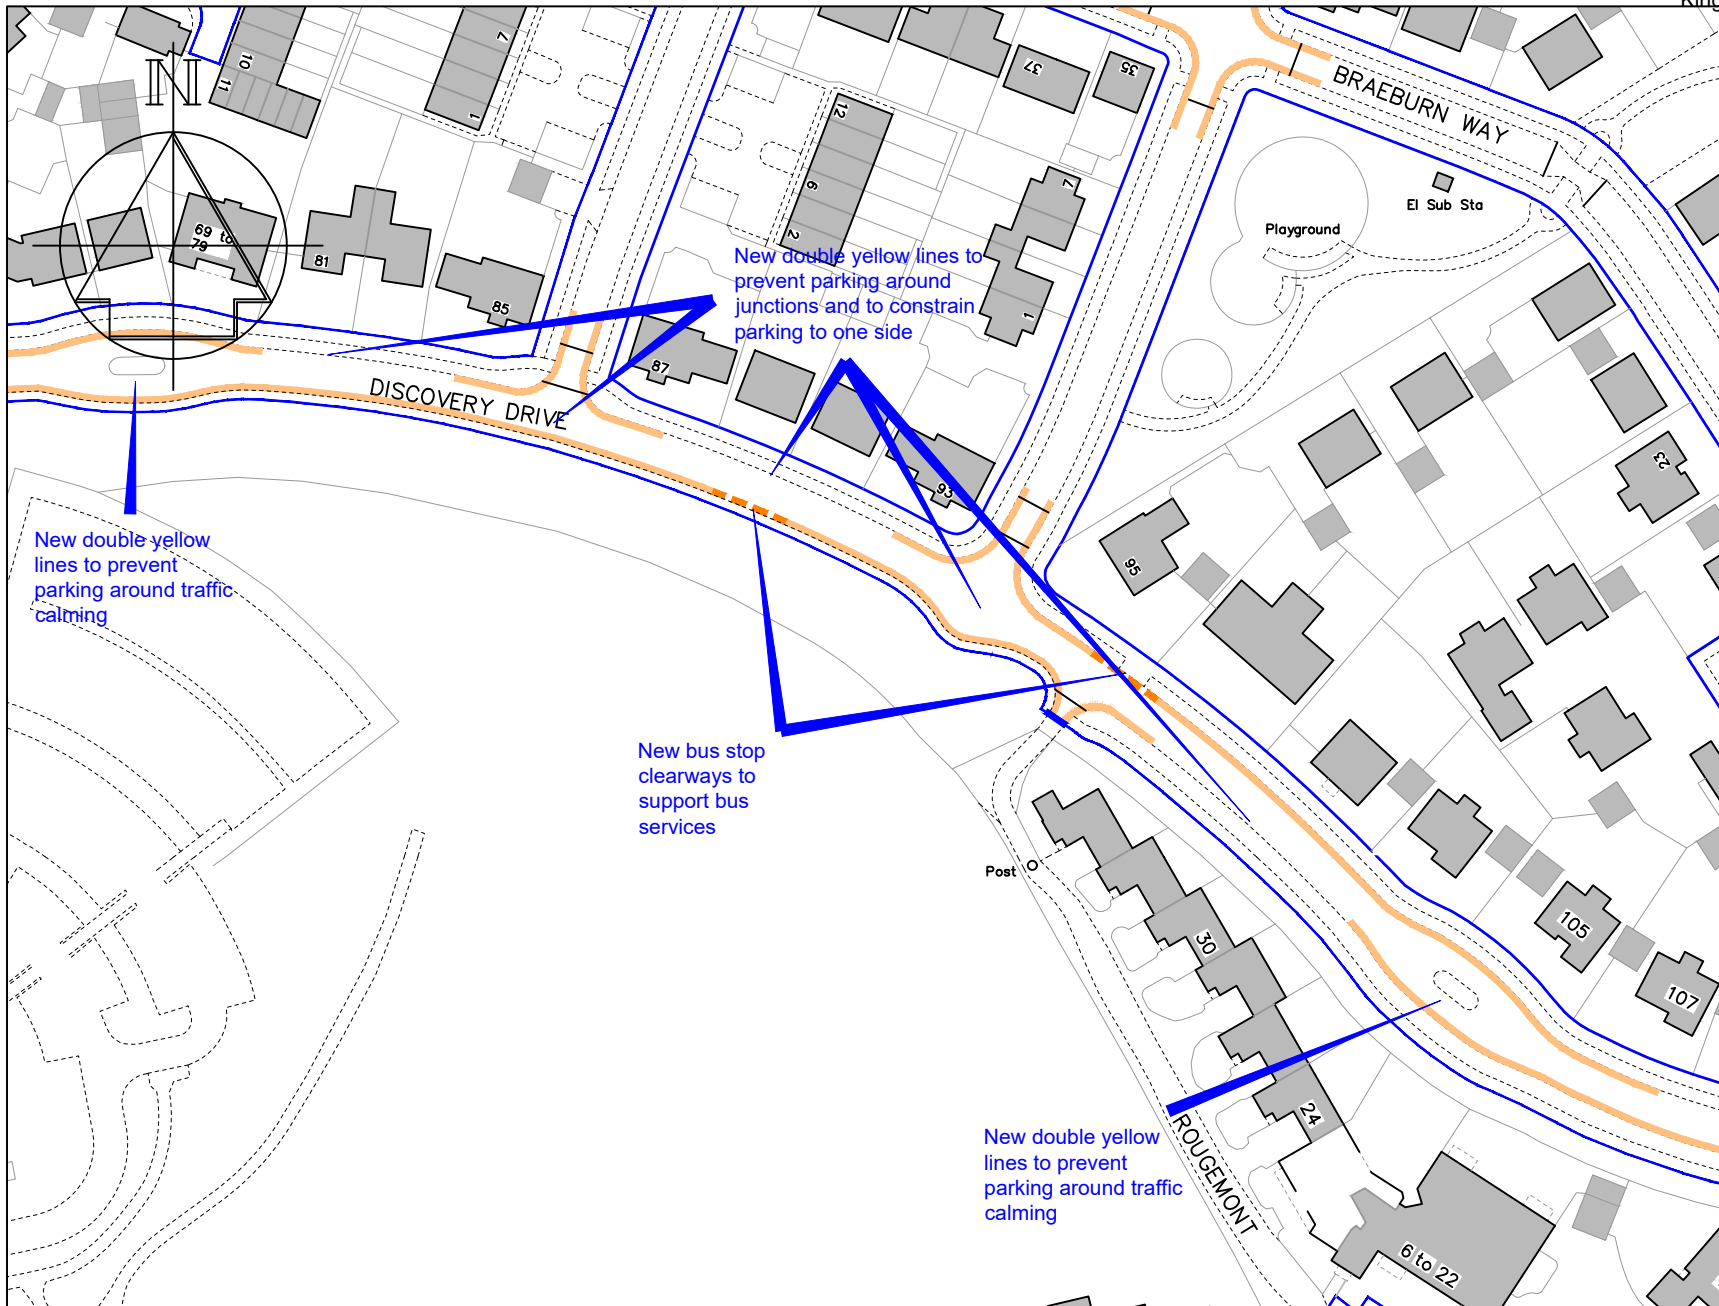 N
10
11
7
1
12
6
2
37
35
7
1
BRAEBURN WAY
El Sub Sta
Playground
69 to
79
81
85
87
93
95
23
New double yellow lines to
prevent parking around
junctions and to constrain
parking to one side
DISCOVERY DRIVE
New double yellow
lines to prevent
parking around traffic
calming
New bus stop
clearways to
support bus
services
Post
30
24
105
107
New double yellow
lines to prevent
parking around traffic
calming
ROUGEMONT
6 to 22